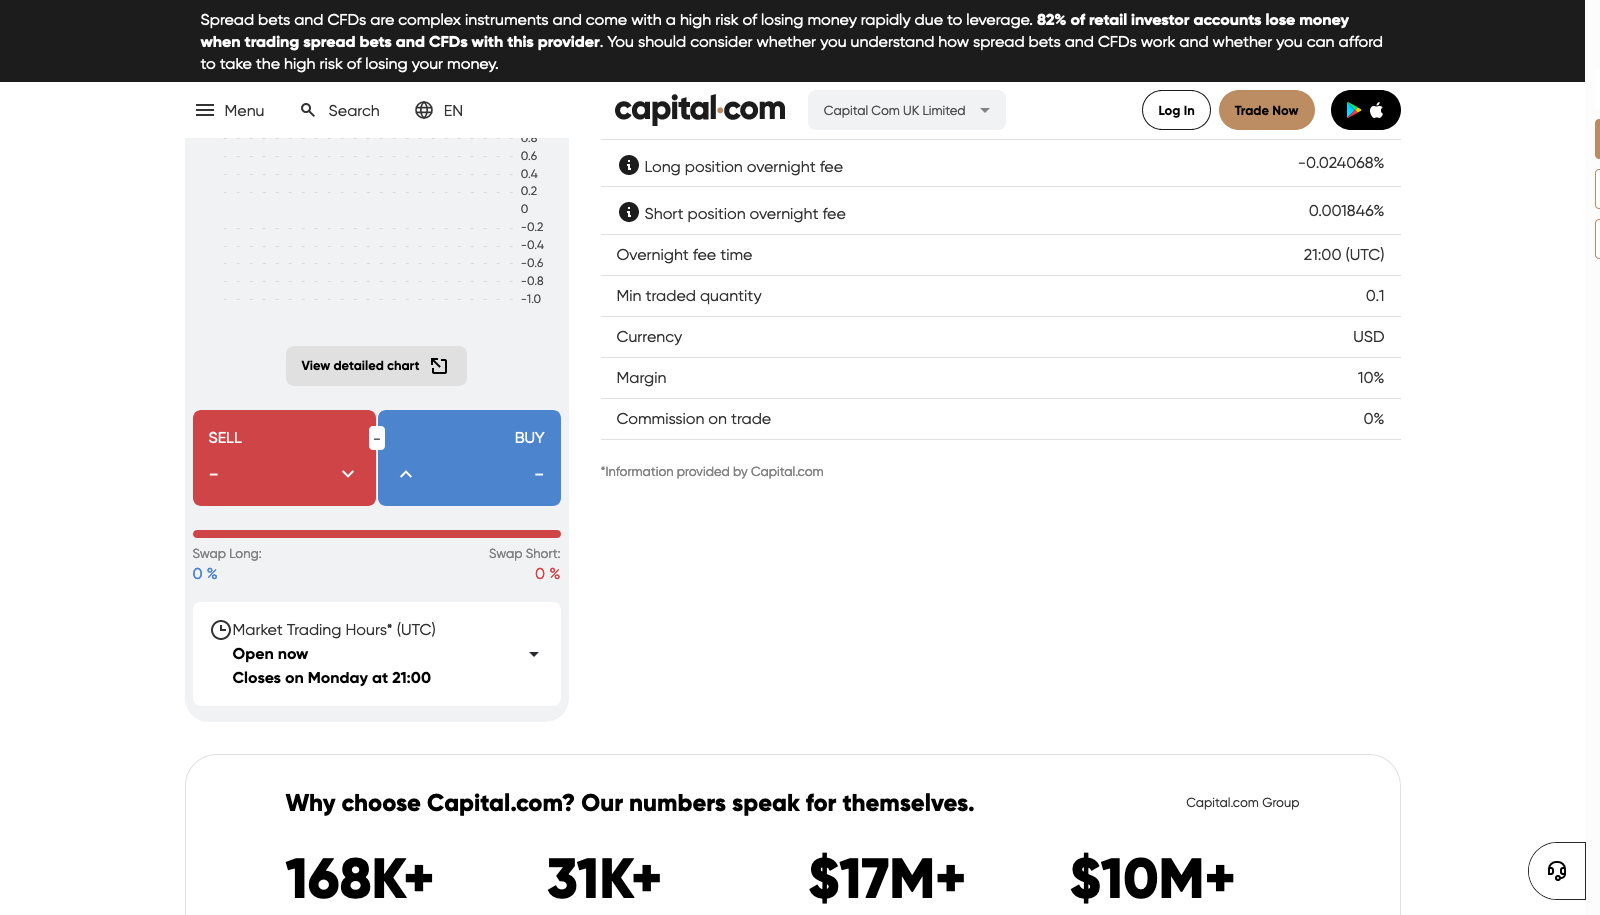 Spread bets and CFDs are complex instruments and come with a high risk of losing money rapidly due to leverage. 82% of retail investor accounts lose money
when trading spread bets and CFDs with this provider. You should consider whether you understand how spread bets and CFDs work and whether you can afford
to take the high risk of losing your money.
Menu
Search
EN
capital.com
Capital Com UK Limited
Log In
Trade Now
0.8
0.6
0.4
0.2
0
-0.2
-0.4
-0.6
-0.8
-1.0
View detailed chart
SELL
-
BUY
-
-
Swap Long:
0 %
Swap Short:
0 %
Market Trading Hours* (UTC)
Open now
Closes on Monday at 21:00
Long position overnight fee
-0.024068%
Short position overnight fee
0.001846%
Overnight fee time
21:00 (UTC)
Min traded quantity
0.1
Currency
USD
Margin
10%
Commission on trade
0%
*Information provided by Capital.com
Why choose Capital.com? Our numbers speak for themselves.
Capital.com Group
168K+
31K+
$17M+
$10M+